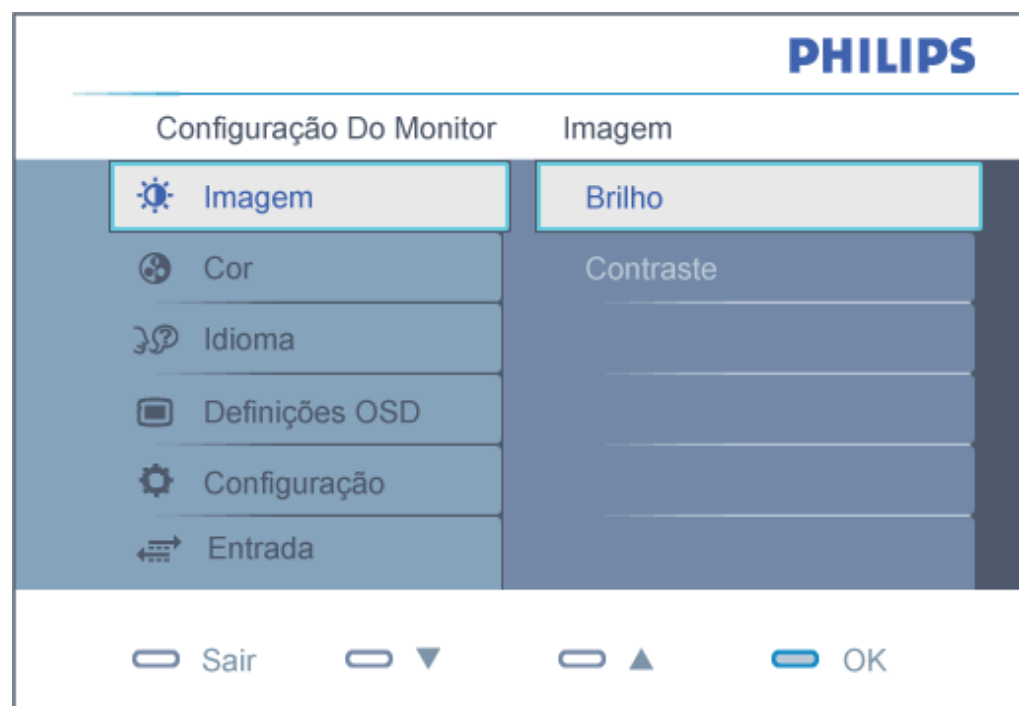 PHILIPS
Configuração Do Monitor Imagem
Imagem Brilho
Cor Contraste
Idioma
Definições OSD
Configuração
Entrada
Sair ▼ ▲ OK